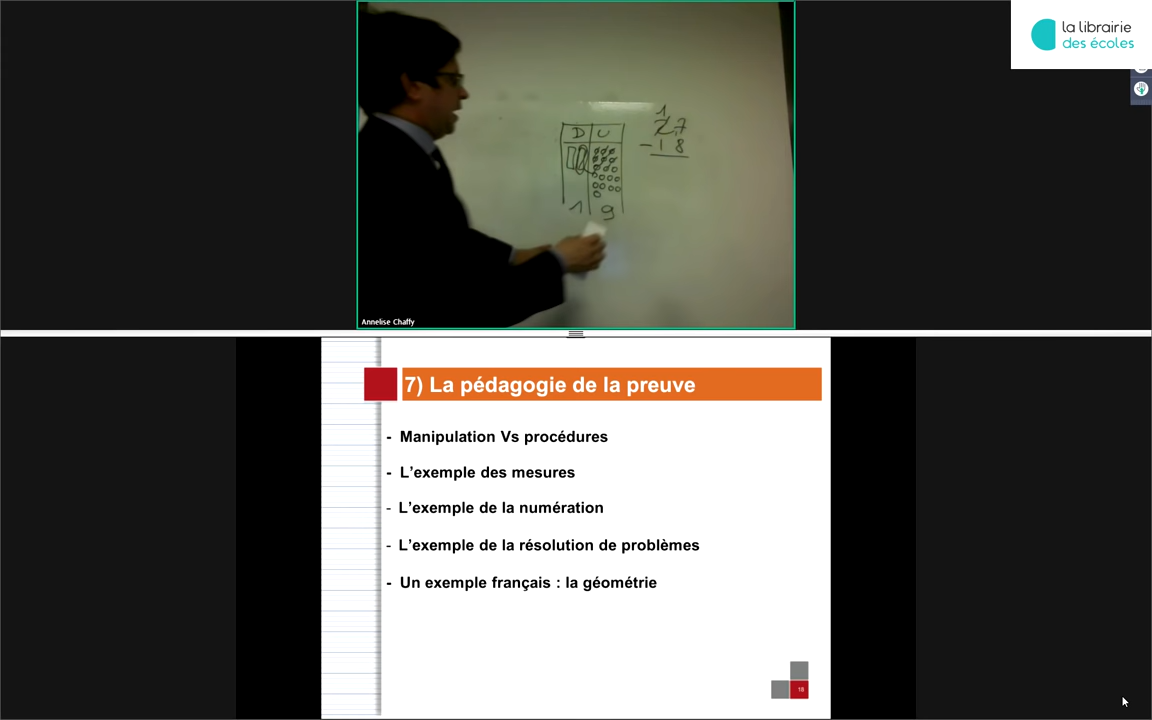 la librairie
des écoles
D U
1
27
- 1 8
1 9
Annelise Chaffy
7) La pédagogie de la preuve
- Manipulation Vs procédures
- L'exemple des mesures
- L'exemple de la numération
- L'exemple de la résolution de problèmes
- Un exemple français : la géométrie
18